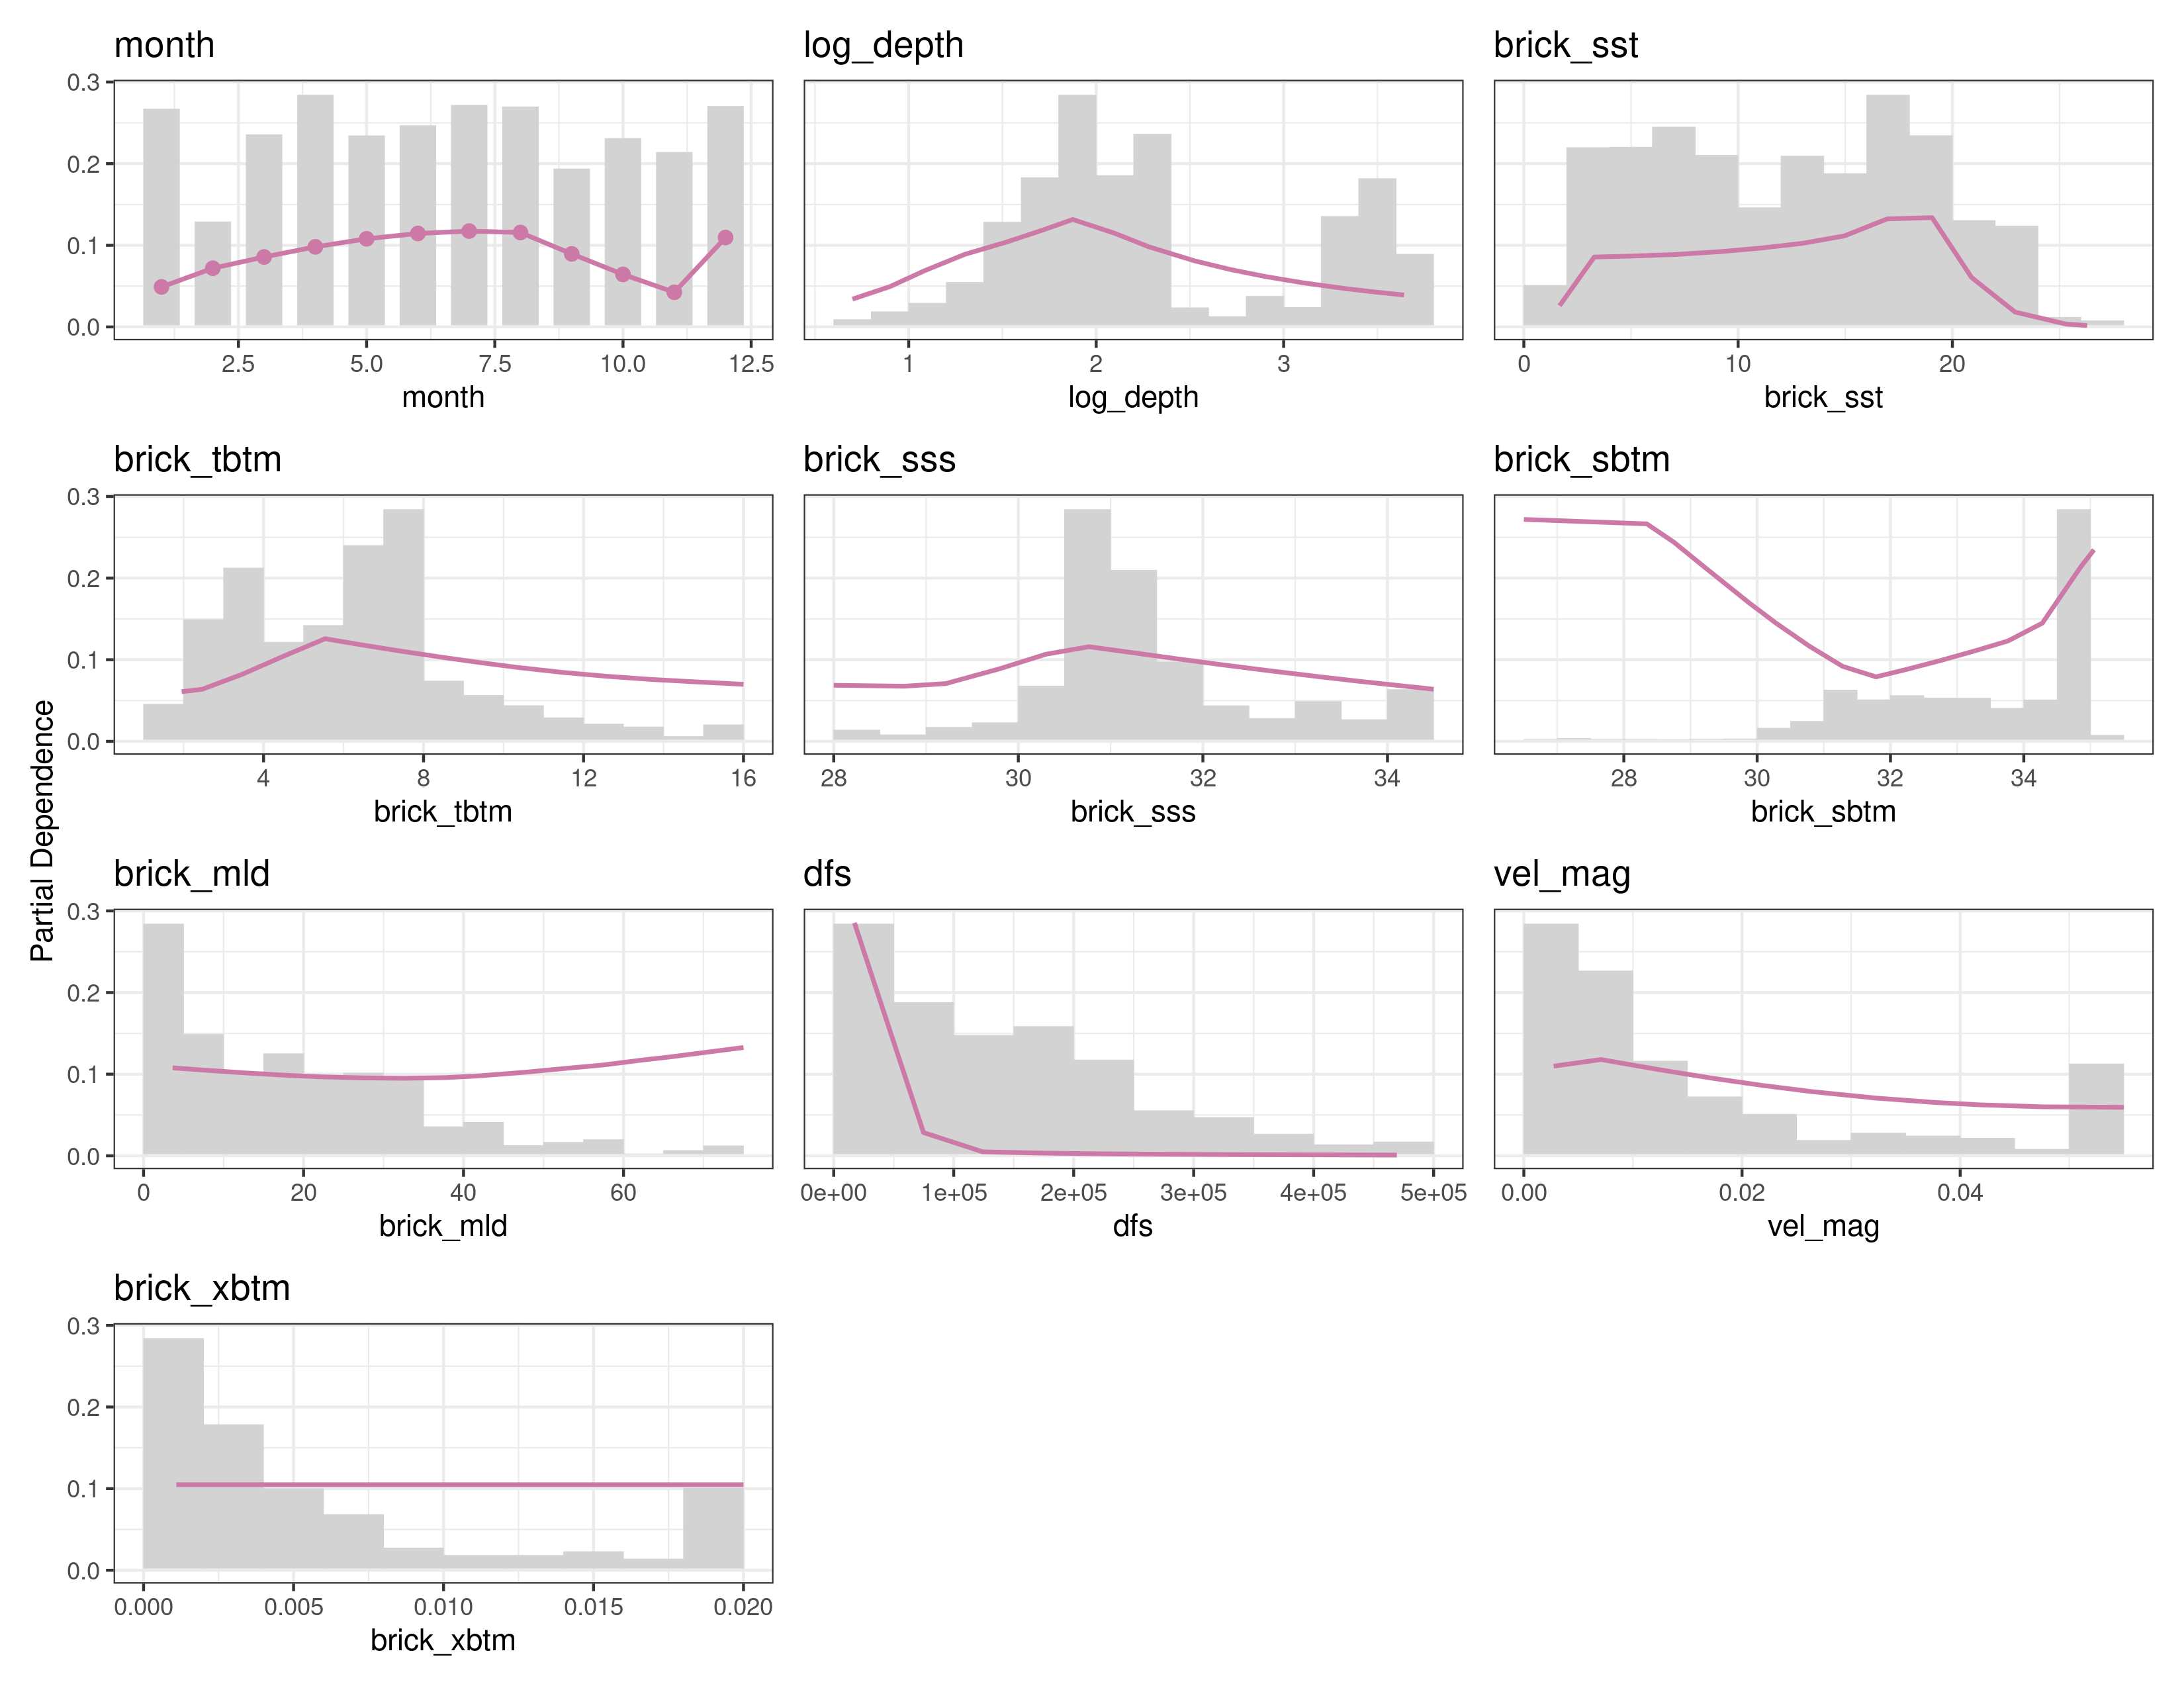 month
log_depth
brick_sst
0.3
0.2
0.1
0.0
2.5 5.0 7.5 10.0 12.5
1 2 3
0 10 20
month
log_depth
brick_sst
brick_tbtm
brick_sss
brick_sbtm
0.3
0.2
0.1
0.0
4 8 12 16
28 30 32 34
28 30 32 34
brick_tbtm
brick_sss
brick_sbtm
Partial Dependence
brick_mld
dfs
vel_mag
0.3
0.2
0.1
0.0
0 20 40 60
0e+00 1e+05 2e+05 3e+05 4e+05 5e+05
0.00 0.02 0.04
brick_mld
dfs
vel_mag
brick_xbtm
0.3
0.2
0.1
0.0
0.000 0.005 0.010 0.015 0.020
brick_xbtm